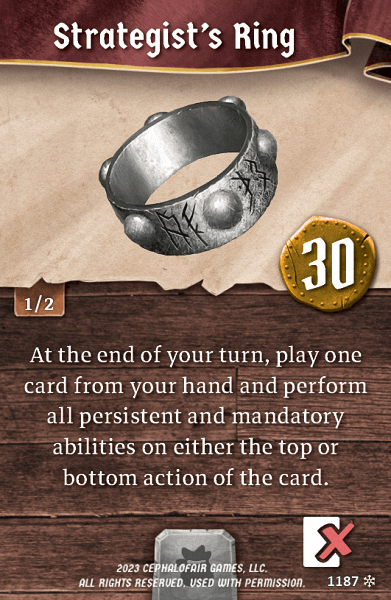 Strategist's Ring
30
1/2
At the end of your turn, play one
card from your hand and perform
all persistent and mandatory
abilities on either the top or
bottom action of the card.
2023 CEPHALOFAIR GAMES, LLC.
ALL RIGHTS RESERVED. USED WITH PERMISSION.
1187